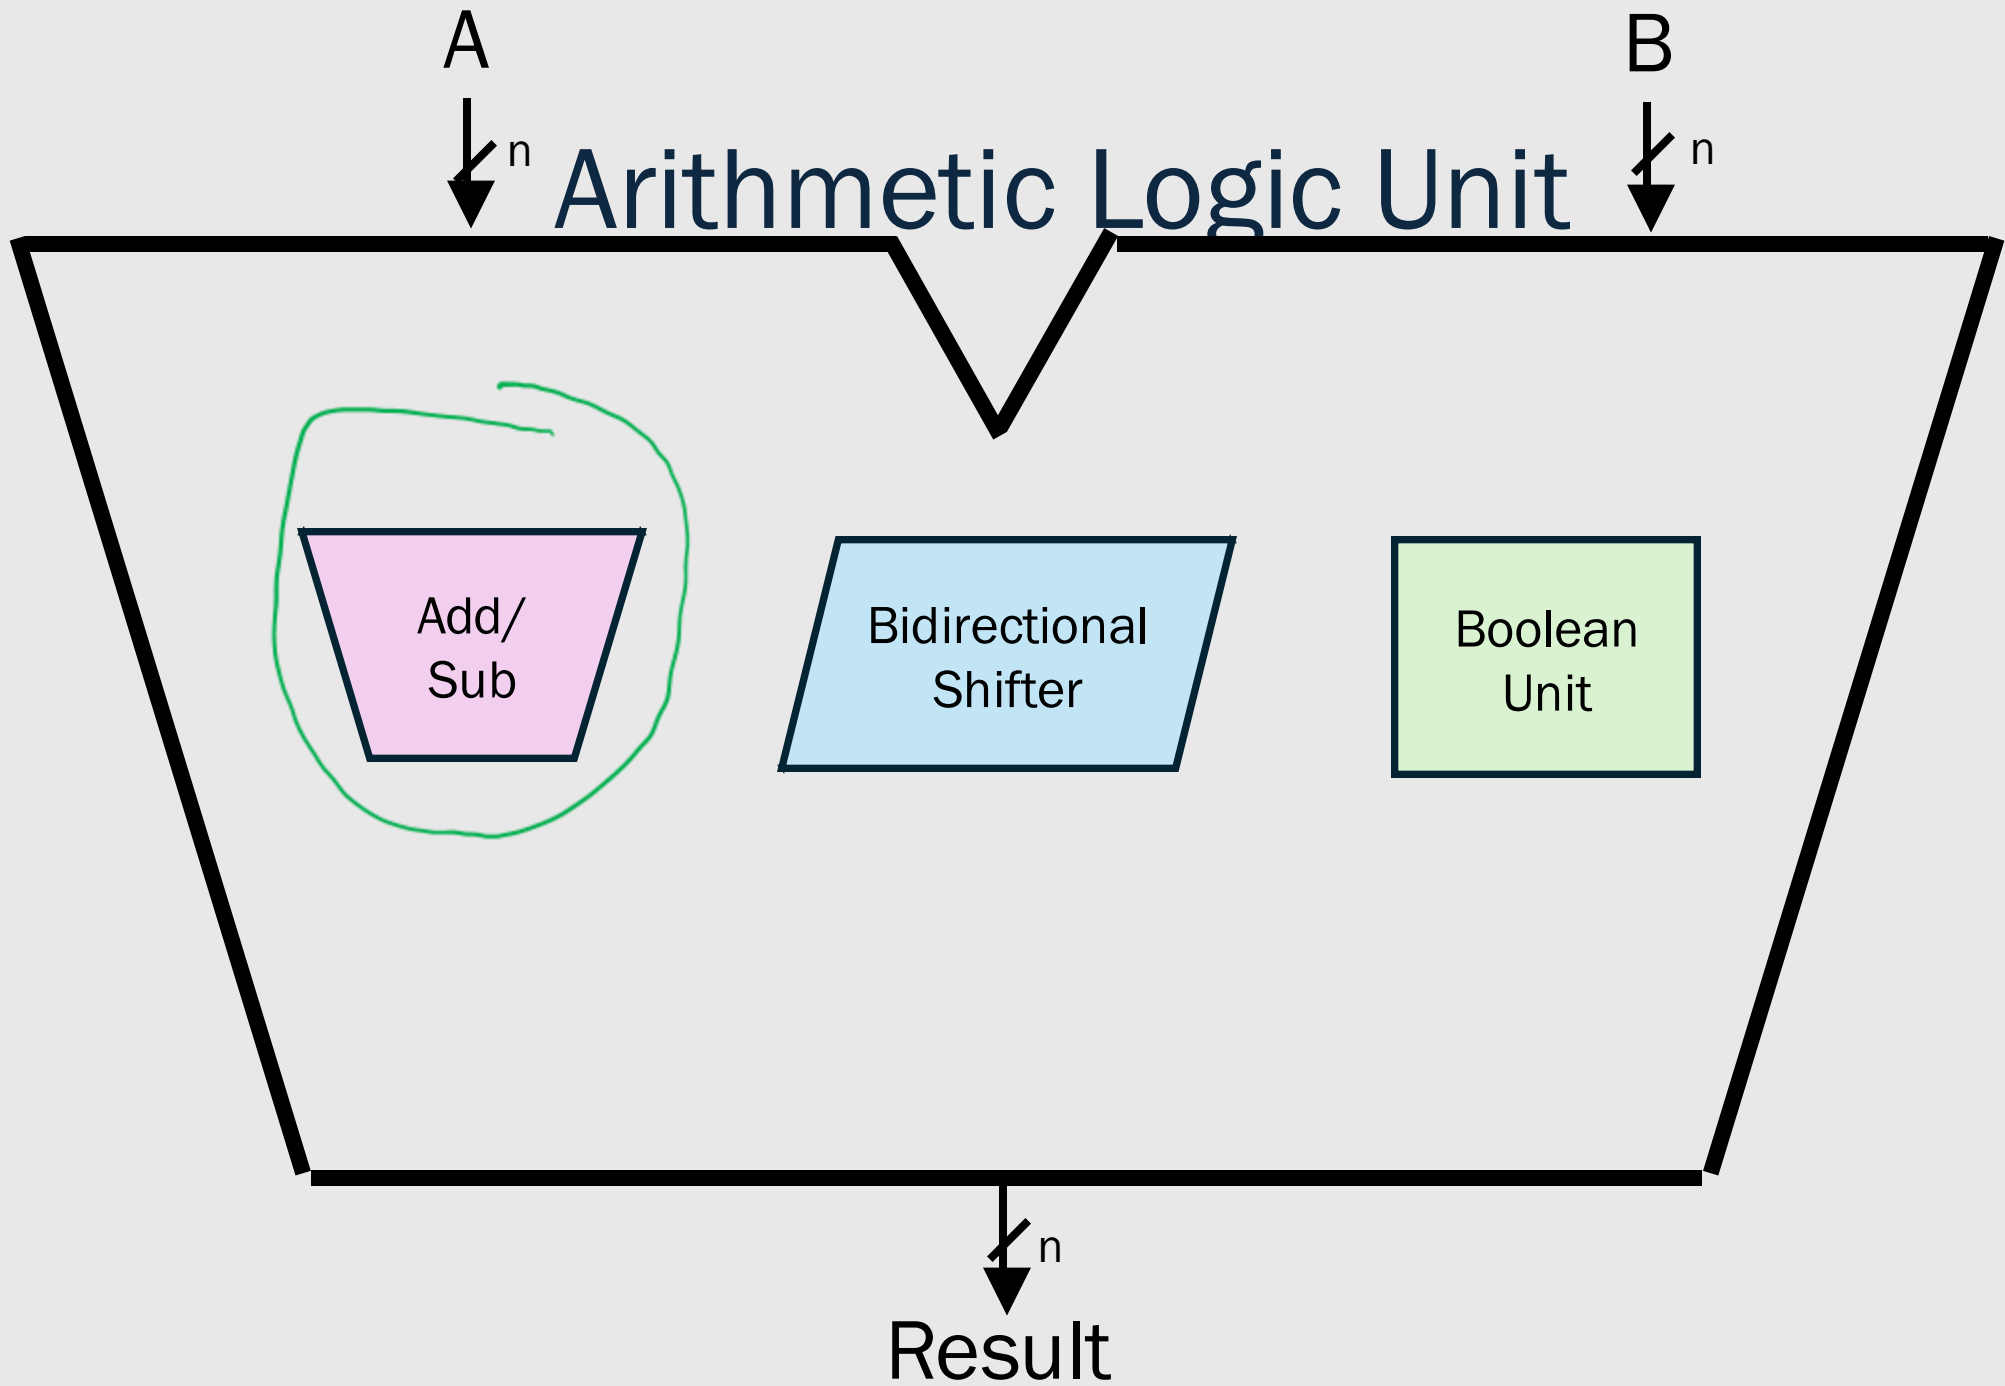 A
B
n
n
Arithmetic Logic Unit
Add/
Sub
Bidirectional
Shifter
Boolean
Unit
n
Result